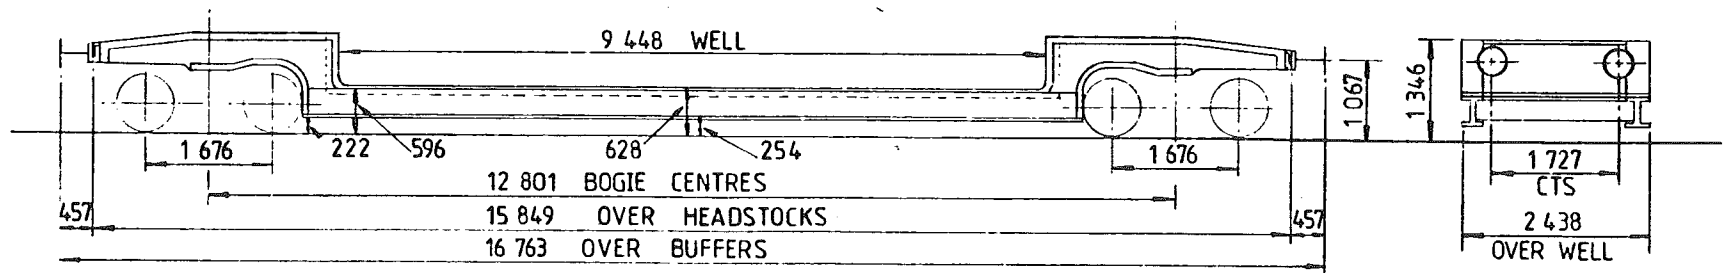 9 448 WELL
1 067
1 346
222
596
628
254
1 676
1 676
1 727
CTS
12 801 BOGIE CENTRES
457
15 849 OVER HEADSTOCKS
457
2 438
OVER WELL
16 763 OVER BUFFERS